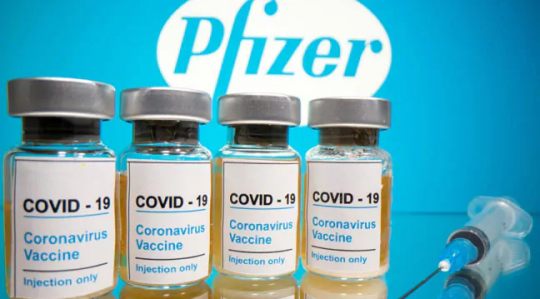 Pfizer
COVID - 19
Coronavirus
Vaccine
Injection only
COVID - 19
Coronavirus
Vaccine
Injection only
COVID - 19
Coronavirus
Vaccine
Injection only
COVID - 19
Coronavirus
Vaccine
Injection only